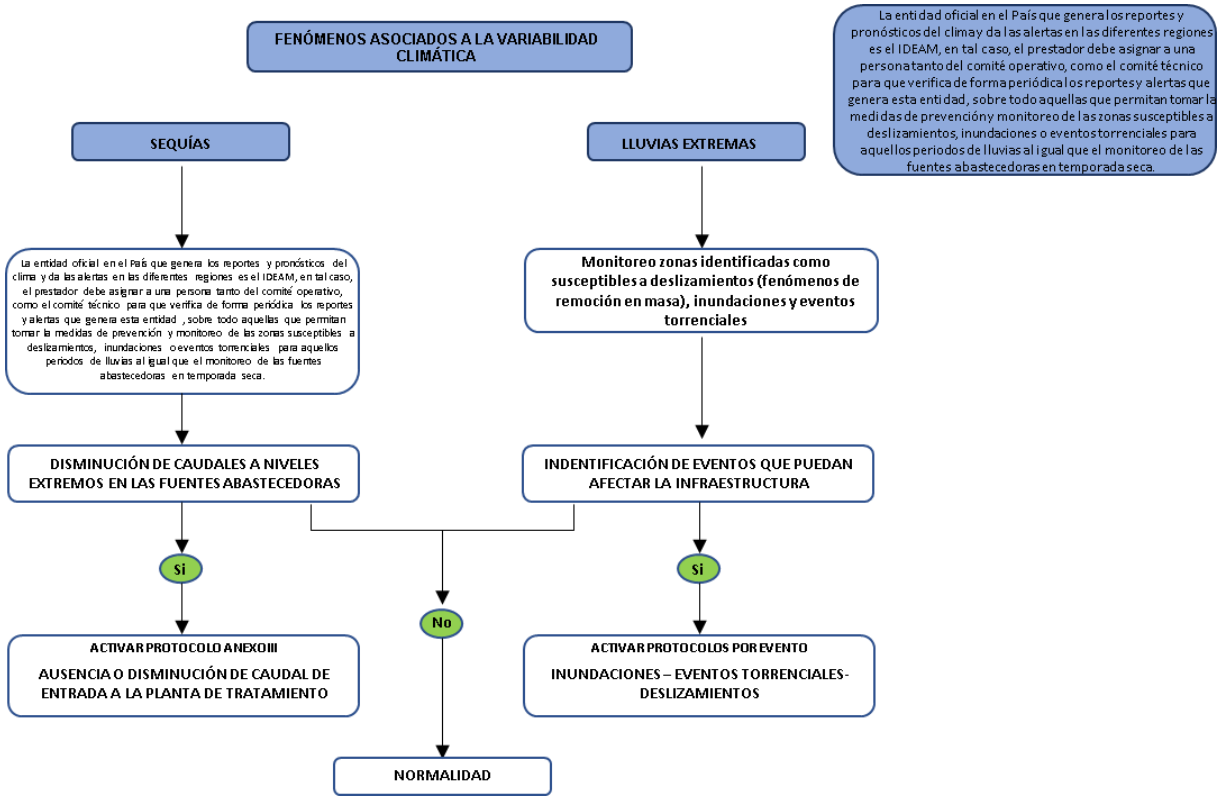 FENÓMENOS ASOCIADOS A LA VARIABILIDAD
CLIMÁTICA
La entidad oficial en el País que genera los reportes y
pronósticos del clima y da las alertas en las diferentes regiones
es el IDEAM, en tal caso, el prestador debe asignar a una
persona tanto del comité operativo, como el comité técnico
para que verifica de forma periódica los reportes y alertas que
genera esta entidad, sobre todo aquellas que permitan tomar la
medidas de prevención y monitoreo de las zonas susceptibles a
deslizamientos, inundaciones o eventos torrenciales para
aquellos periodos de lluvias al igual que el monitoreo de las
fuentes abastecedoras en temporada seca.
SEQUÍAS
LLUVIAS EXTREMAS
La entidad oficial en el País que genera los reportes y pronósticos del
clima y da las alertas en las diferentes regiones es el IDEAM, en tal caso,
el prestador debe asignar a una persona tanto del comité operativo,
como el comité técnico para que verifica de forma periódica los reportes
y alertas que genera esta entidad , sobre todo aquellas que permitan
tomar la medidas de prevención y monitoreo de las zonas susceptibles a
deslizamientos, inundaciones o eventos torrenciales para aquellos
periodos de lluvias al igual que el monitoreo de las fuentes
abastecedoras en temporada seca.
Monitoreo zonas identificadas como
susceptibles a deslizamientos (fenómenos de
remoción en masa), inundaciones y eventos
torrenciales
DISMINUCIÓN DE CAUDALES A NIVELES
EXTREMOS EN LAS FUENTES ABASTECEDORAS
INDENTIFICACIÓN DE EVENTOS QUE PUEDAN
AFECTAR LA INFRAESTRUCTURA
Si
Si
No
ACTIVAR PROTOCOLO ANEXO III
AUSENCIA O DISMINUCIÓN DE CAUDAL DE
ENTRADA A LA PLANTA DE TRATAMIENTO
ACTIVAR PROTOCOLOS POR EVENTO
INUNDACIONES – EVENTOS TORRENCIALES-
DESLIZAMIENTOS
NORMALIDAD